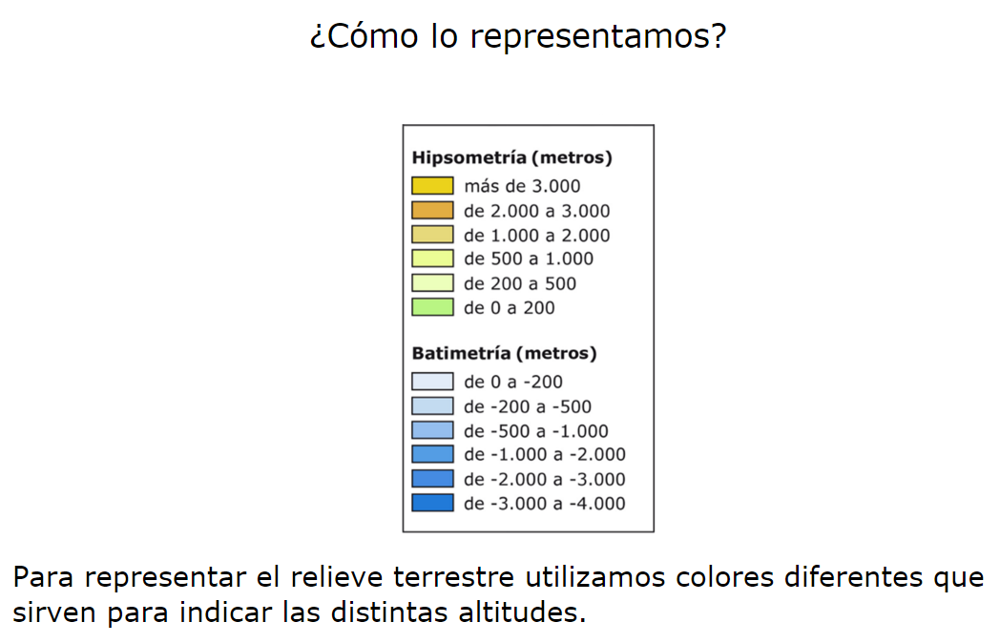 ¿Cómo lo representamos?
Hipsometría (metros)
más de 3.000
de 2.000 a 3.000
de 1.000 a 2.000
de 500 a 1.000
de 200 a 500
de 0 a 200
Batimetría (metros)
de 0 a -200
de -200 a -500
de -500 a -1.000
de -1.000 a -2.000
de -2.000 a -3.000
de -3.000 a -4.000
Para representar el relieve terrestre utilizamos colores diferentes que
sirven para indicar las distintas altitudes.